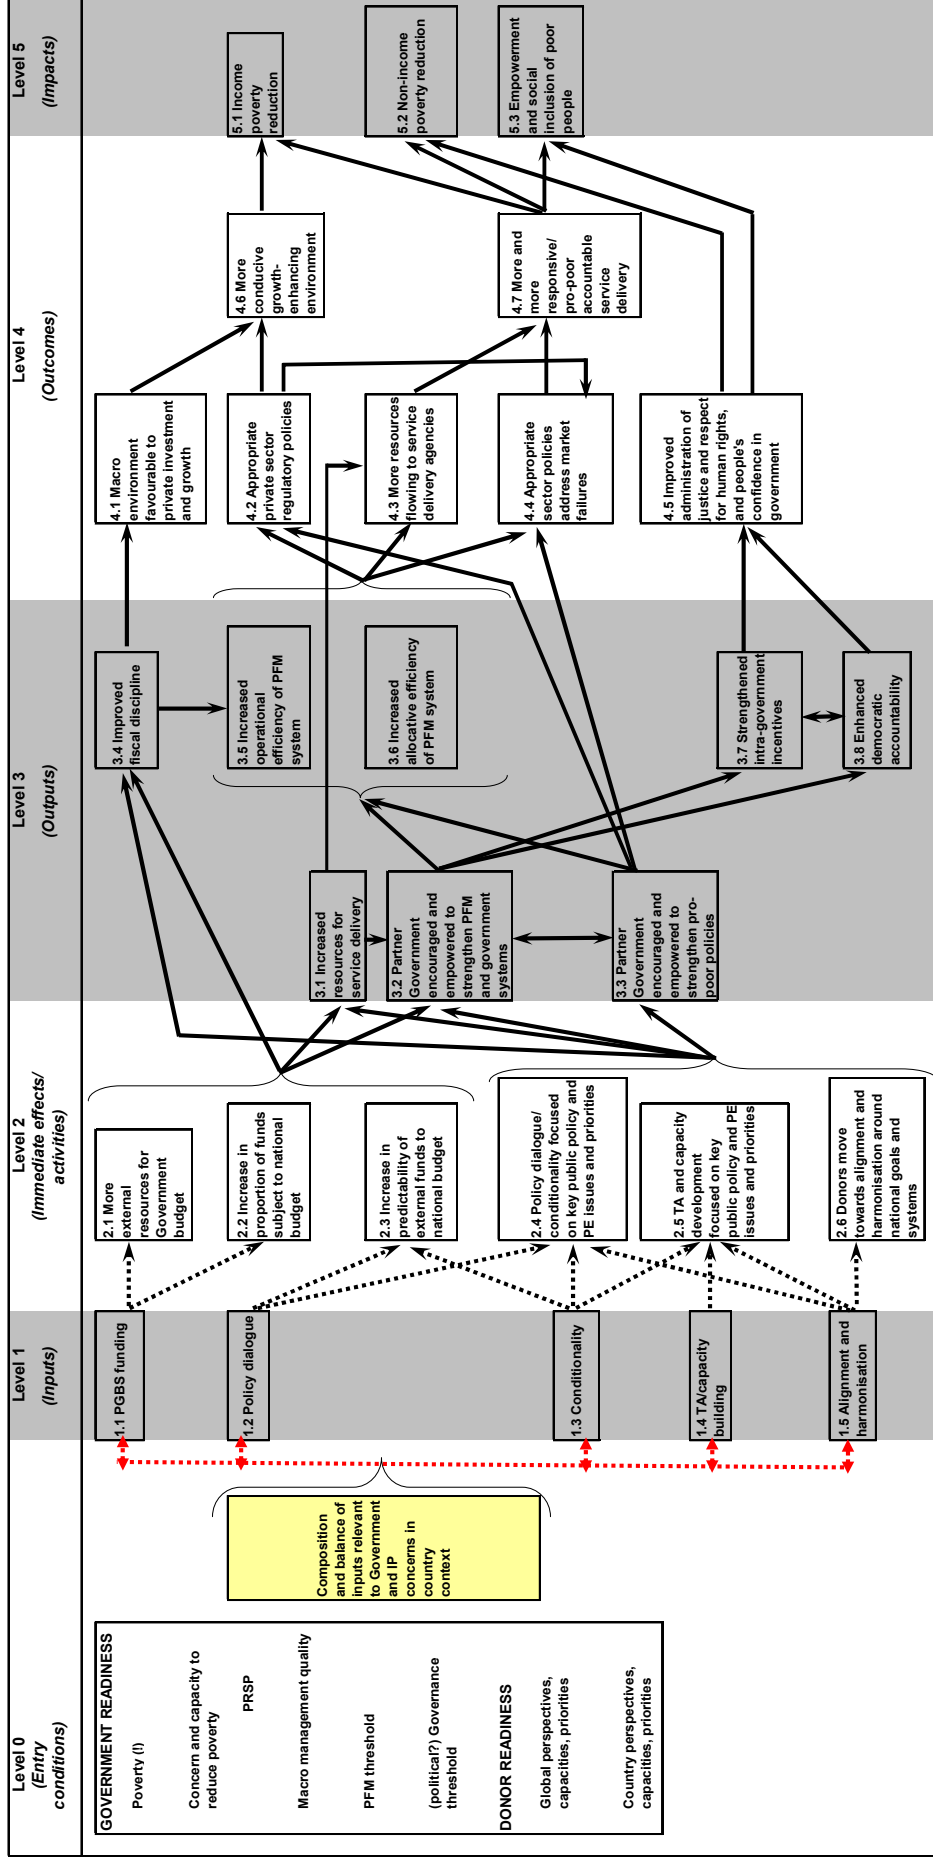 Level 0
(Entry
conditions)
Level 1
(Inputs)
Level 2
(Immediate effects/
activities)
Level 3
(Outputs)
Level 4
(Outcomes)
Level 5
(Impacts)
GOVERNMENT READINESS
Poverty (!)
Concern and capacity to
reduce poverty
PRSP
Macro management quality
PFM threshold
(political?) Governance
threshold
DONOR READINESS
Global perspectives,
capacities, priorities
Country perspectives,
capacities, priorities
Composition
and balance of
inputs relevant
to Government
and IP
concerns in
country
context
1.1 PGBS funding
1.2 Policy dialogue
1.3 Conditionality
1.4 TA/capacity
building
1.5 Alignment and
harmonisation
2.1 More
external
resources for
Government
budget
2.2 Increase in
proportion of funds
subject to national
budget
2.3 Increase in
predictability of
external funds to
national budget
2.4 Policy dialogue/
conditionality focused
on key public policy and
PE issues and priorities
2.5 TA and capacity
development
focused on key
public policy and PE
issues and priorities
2.6 Donors move
towards alignment and
harmonisation around
national goals and
systems
3.1 Increased
resources for
service delivery
3.2 Partner
Government
encouraged and
empowered to
strengthen PFM
and government
systems
3.3 Partner
Government
encouraged and
empowered to
strengthen pro-
poor policies
3.4 Improved
fiscal discipline
3.5 Increased
operational
efficiency of PFM
system
3.6 Increased
allocative efficiency
of PFM system
3.7 Strengthened
intra-government
incentives
3.8 Enhanced
democratic
accountability
4.1 Macro
environment
favourable to
private investment
and growth
4.2 Appropriate
private sector
regulatory policies
4.3 More resources
flowing to service
delivery agencies
4.4 Appropriate
sector policies
address market
failures
4.5 Improved
administration of
justice and respect
for human rights,
and people's
confidence in
government
4.6 More
conducive
growth-
enhancing
environment
4.7 More and
more
responsive/
pro-poor
accountable
service
delivery
5.1 Income
poverty
reduction
5.2 Non-income
poverty reduction
5.3 Empowerment
and social
inclusion of poor
people